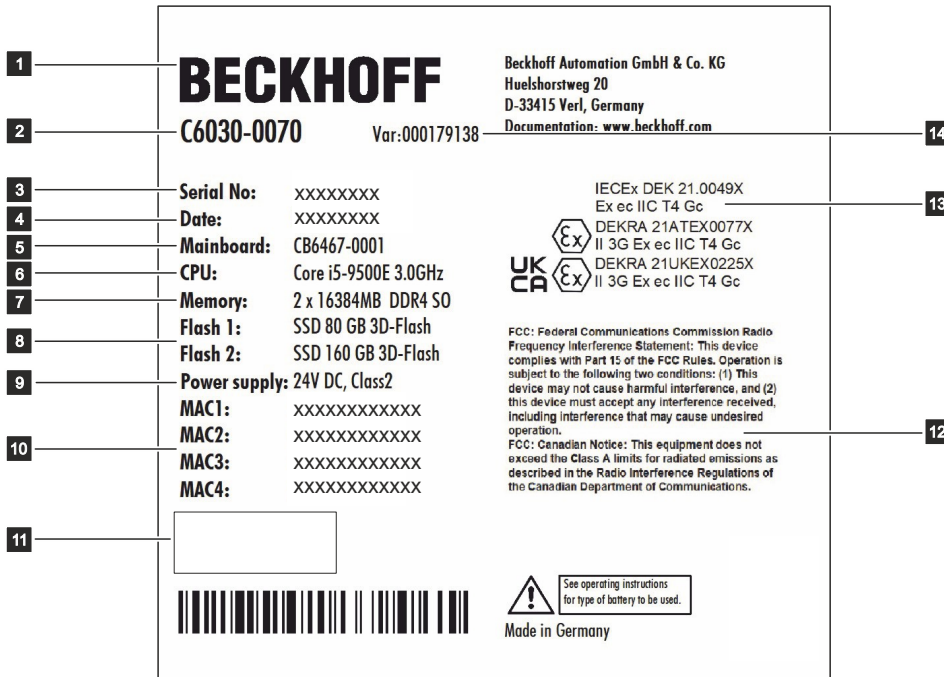 1
BECKHOFF
2
C6030-0070 Var:000179138
Beckhoff Automation GmbH & Co. KG
Huelshorstweg 20
D-33415 Verl, Germany
Documentation: www.beckhoff.com
14
3
Serial No: XXXXXXXX
4
Date: XXXXXXXX
5
Mainboard: CB6467-0001
6
CPU: Core i5-9500E 3.0GHz
7
Memory: 2 x 16384MB DDR4 SO
8
Flash 1: SSD 80 GB 3D-Flash
Flash 2: SSD 160 GB 3D-Flash
9
Power supply: 24V DC, Class2
10
MAC1: XXXXXXXXXXXX
MAC2: XXXXXXXXXXXX
MAC3: XXXXXXXXXXXX
MAC4: XXXXXXXXXXXX
11
IECEx DEK 21.0049X
Ex ec IIC T4 Gc
13
Ex
DEKRA 21ATEX0077X
II 3G Ex ec IIC T4 Gc
UK
CA
Ex
DEKRA 21UKEX0225X
II 3G Ex ec IIC T4 Gc
FCC: Federal Communications Commission Radio
Frequency Interference Statement: This device
complies with Part 15 of the FCC Rules. Operation is
subject to the following two conditions: (1) This
device may not cause harmful interference, and (2)
this device must accept any interference received,
including interference that may cause undesired
operation.
FCC: Canadian Notice: This equipment does not
exceed the Class A limits for radiated emissions as
described in the Radio Interference Regulations of
the Canadian Department of Communications.
12
See operating instructions
for type of battery to be used.
Made in Germany